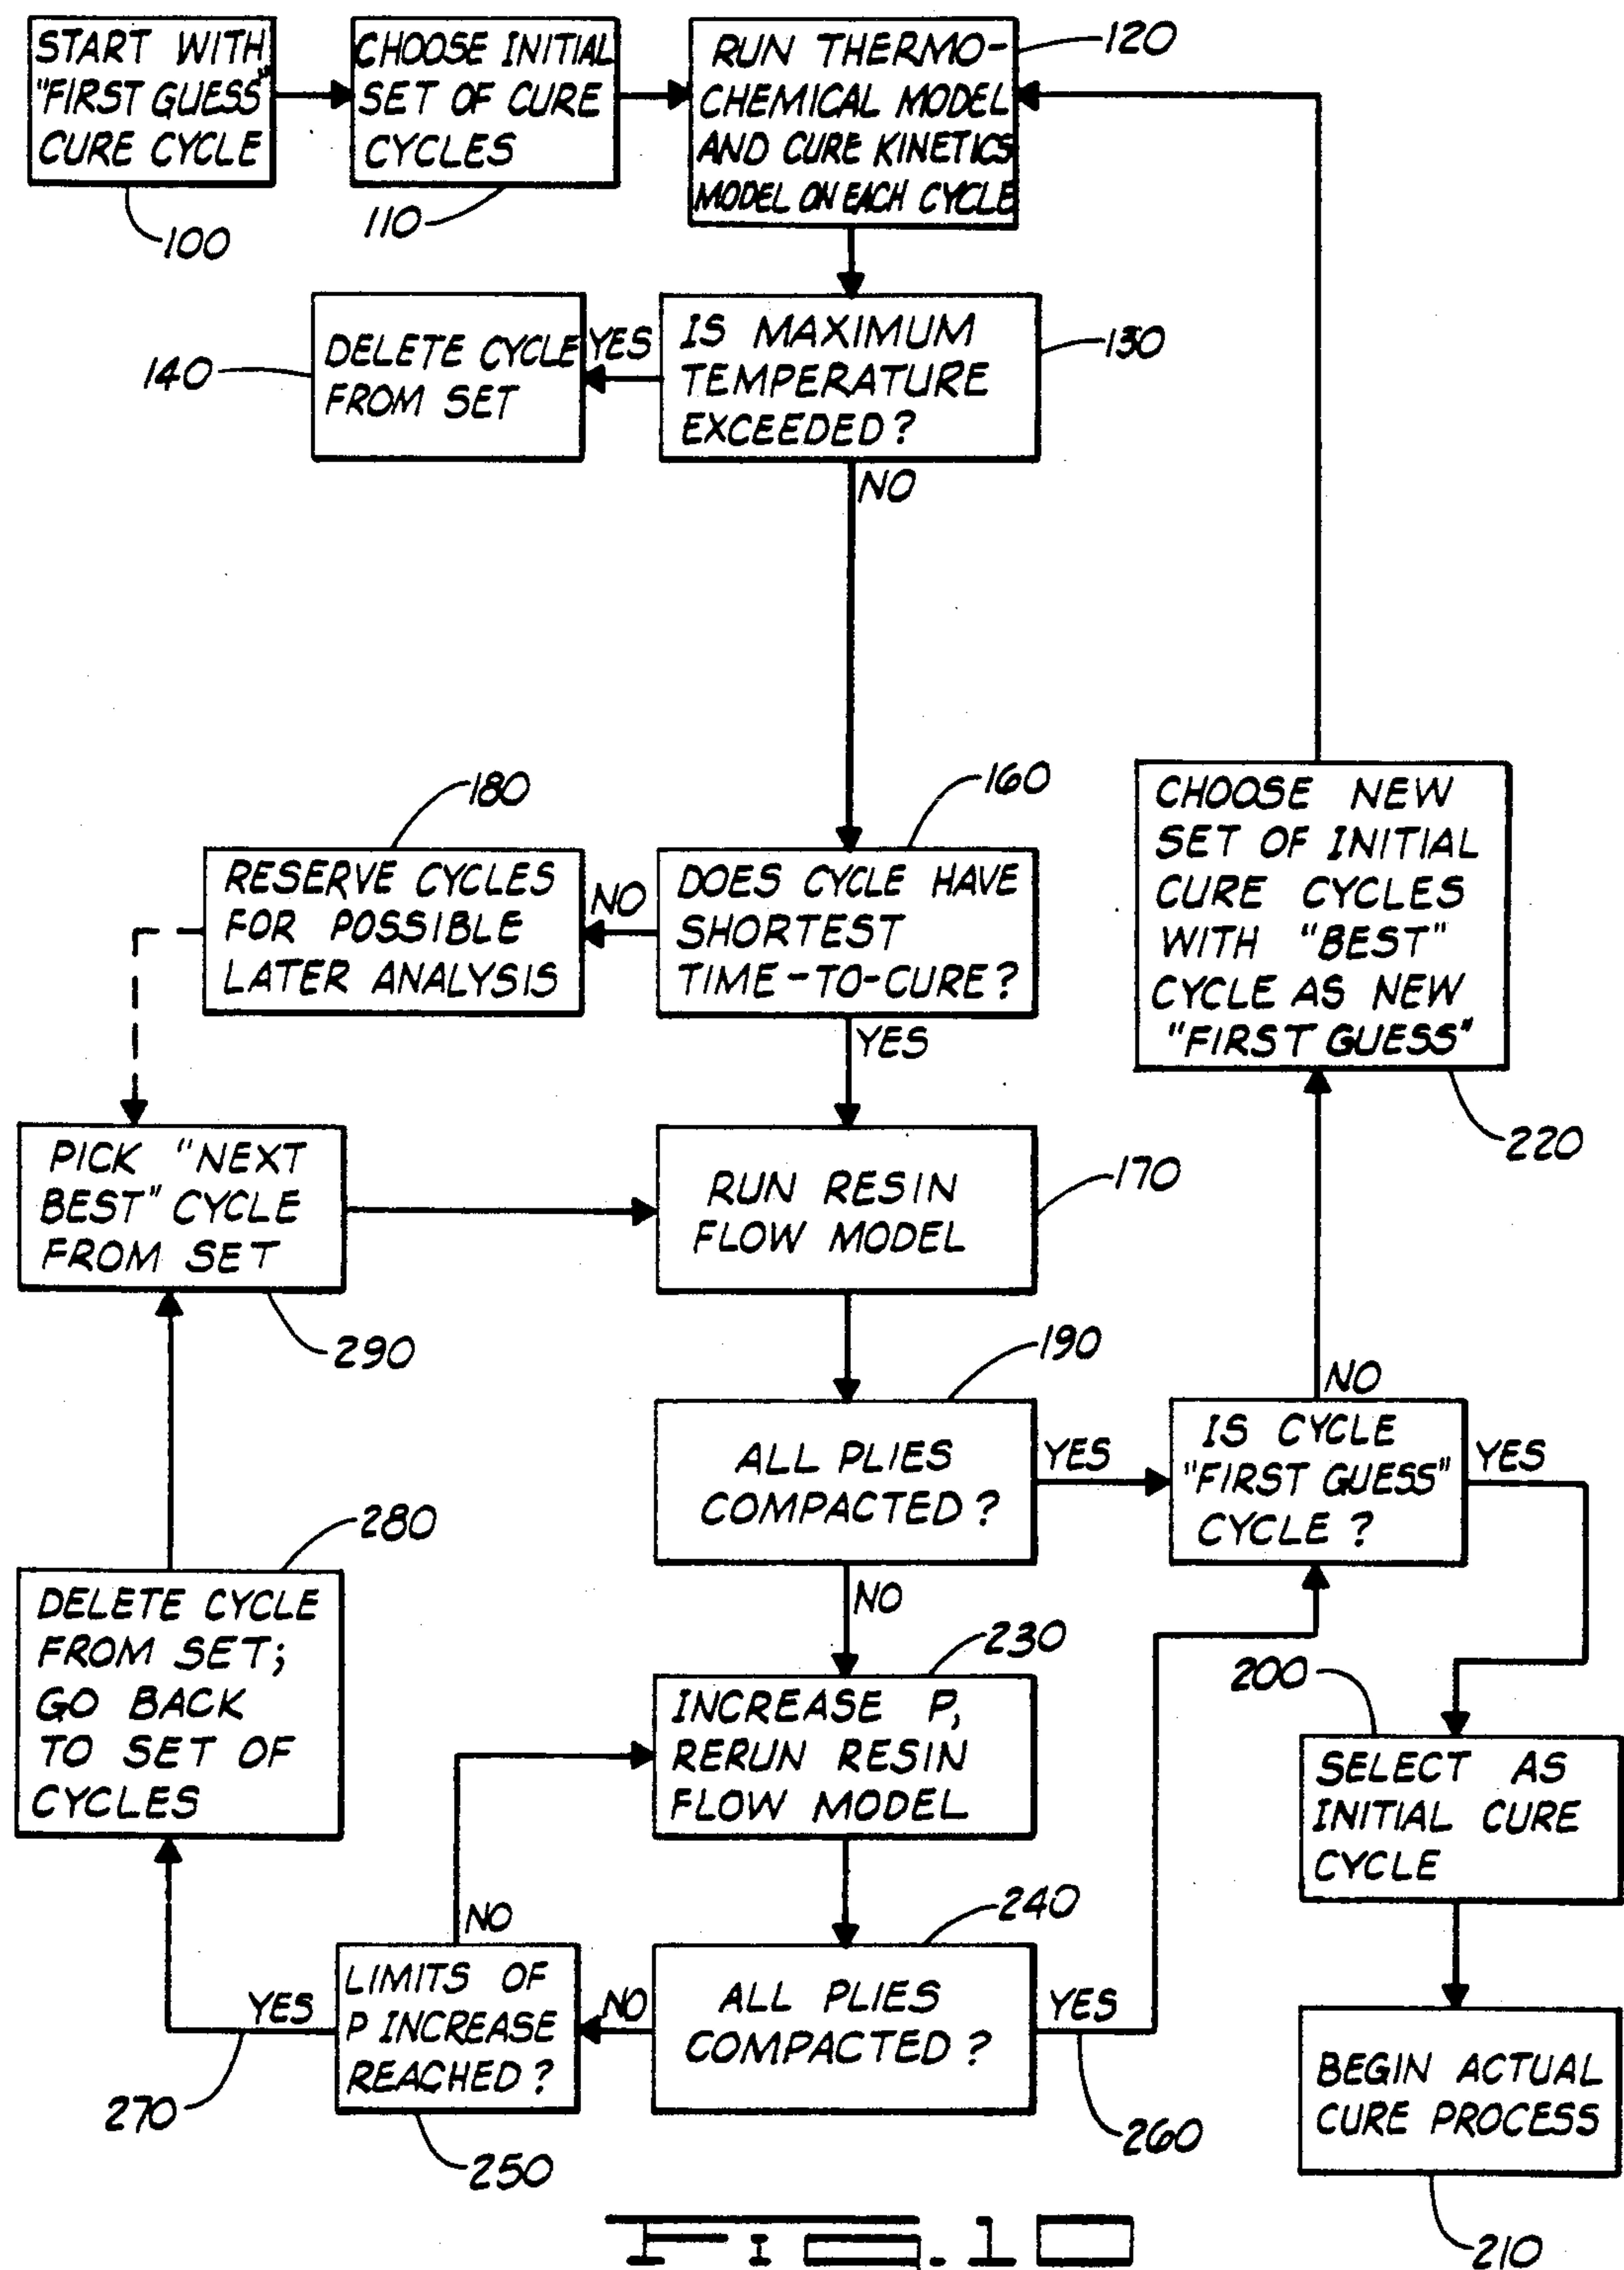 START WITH
"FIRST GUESS"
CURE CYCLE
100
CHOOSE INITIAL
SET OF CURE
CYCLES
110
RUN THERMO-
CHEMICAL MODEL
AND CURE KINETICS
MODEL ON EACH CYCLE
120
IS MAXIMUM
TEMPERATURE
EXCEEDED?
130
YES
DELETE CYCLE
FROM SET
140
NO
DOES CYCLE HAVE
SHORTEST
TIME-TO-CURE?
160
NO
RESERVE CYCLES
FOR POSSIBLE
LATER ANALYSIS
180
YES
CHOOSE NEW
SET OF INITIAL
CURE CYCLES
WITH "BEST"
CYCLE AS NEW
"FIRST GUESS"
220
PICK "NEXT
BEST" CYCLE
FROM SET
290
RUN RESIN
FLOW MODEL
170
ALL PLIES
COMPACTED?
190
YES
IS CYCLE
"FIRST GUESS"
CYCLE?
NO
YES
NO
DELETE CYCLE
FROM SET;
GO BACK
TO SET OF
CYCLES
280
INCREASE P,
RERUN RESIN
FLOW MODEL
230
SELECT AS
INITIAL CURE
CYCLE
200
ALL PLIES
COMPACTED?
240
YES
260
NO
LIMITS OF
P INCREASE
REACHED?
250
NO
YES
270
BEGIN ACTUAL
CURE PROCESS
210
FIG. 10